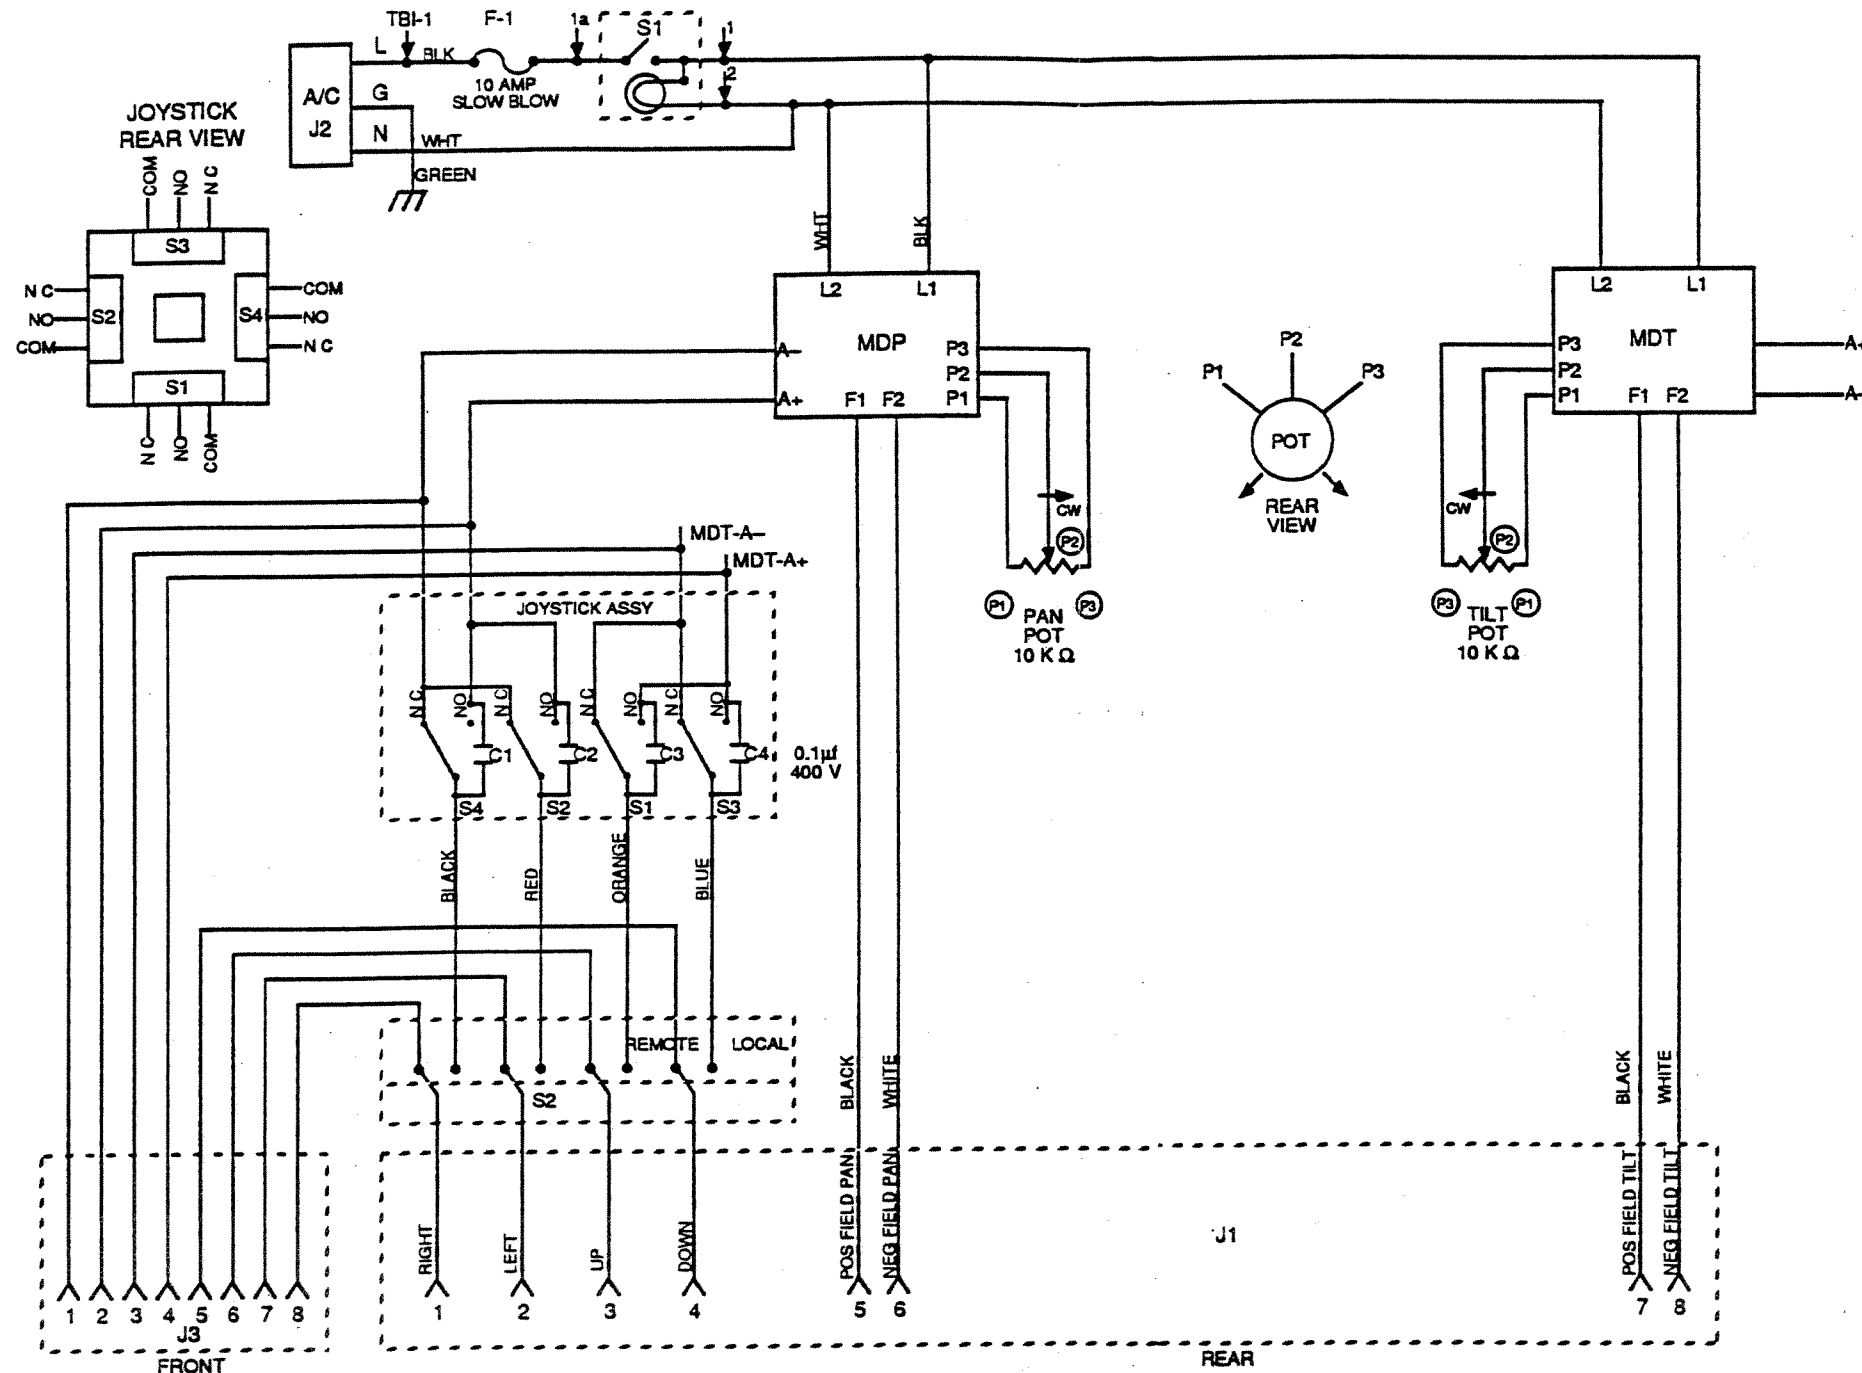 TBI-1
F-1
1a
S1
1
L
BLK
2
10 AMP
SLOW BLOW
A/C
J2
G
N
WHT
GREEN
JOYSTICK
REAR VIEW
COM
NO
N C
S3
N C
NO
COM
S2
S4
COM
NO
N C
S1
N C
NO
COM
WHT
BLK
L2
L1
MDP
A–
A+
P3
P2
P1
F1
F2
P2
P1
P3
POT
REAR
VIEW
L2
L1
MDT
P3
P2
P1
F1
F2
A+
A–
CW
P2
P1
P3
PAN
POT
10 K Ω
CW
P2
P3
P1
TILT
POT
10 K Ω
MDT-A–
MDT-A+
JOYSTICK ASSY
N C
NO
N C
NO
N C
NO
N C
NO
C1
C2
C3
C4
0.1µf
400 V
S4
S2
S1
S3
BLACK
RED
ORANGE
BLUE
REMOTE
LOCAL
S2
BLACK
WHITE
BLACK
WHITE
RIGHT
LEFT
UP
DOWN
POS FIELD PAN
NEG FIELD PAN
J1
POS FIELD TILT
NEG FIELD TILT
1 2 3 4 5 6 7 8
J3
FRONT
1 2 3 4 5 6 7 8
REAR